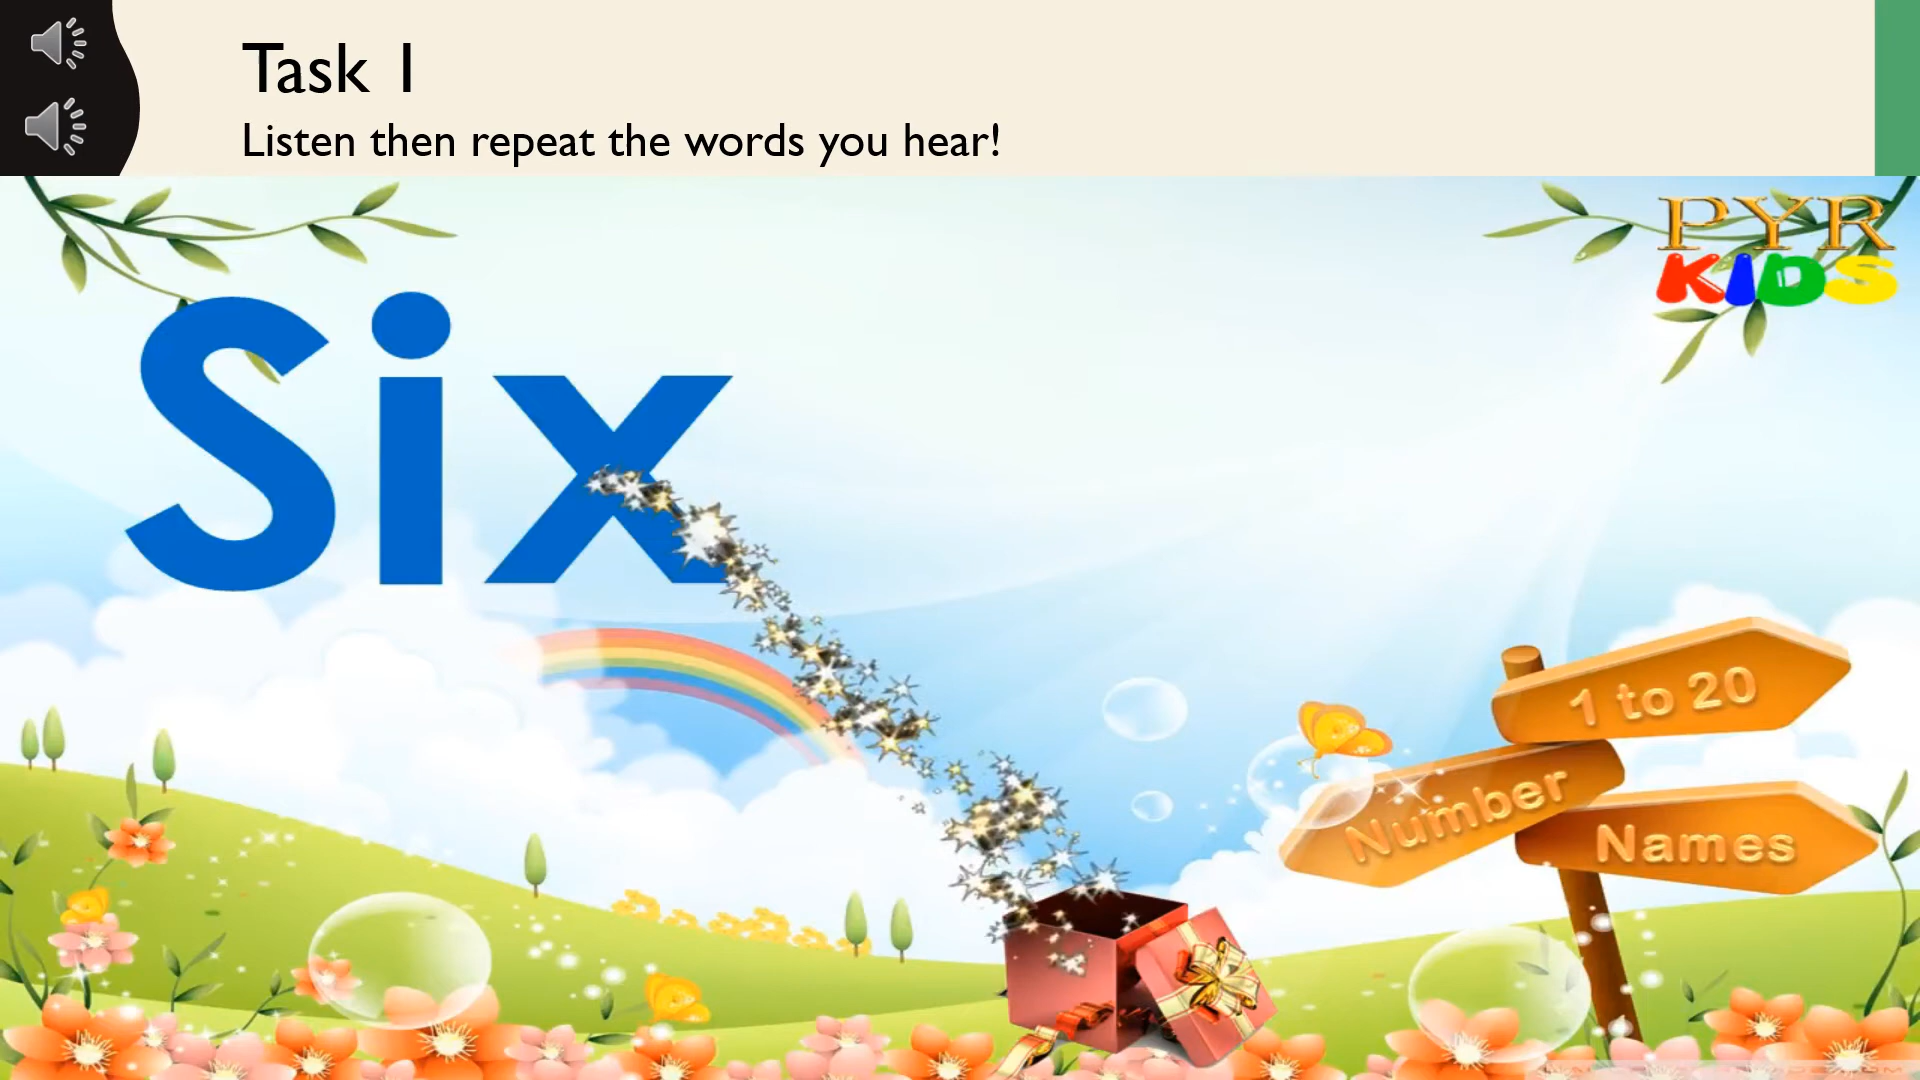 Task 1
Listen then repeat the words you hear!
PYR
KIDS
Six
1 to 20
Number
Names